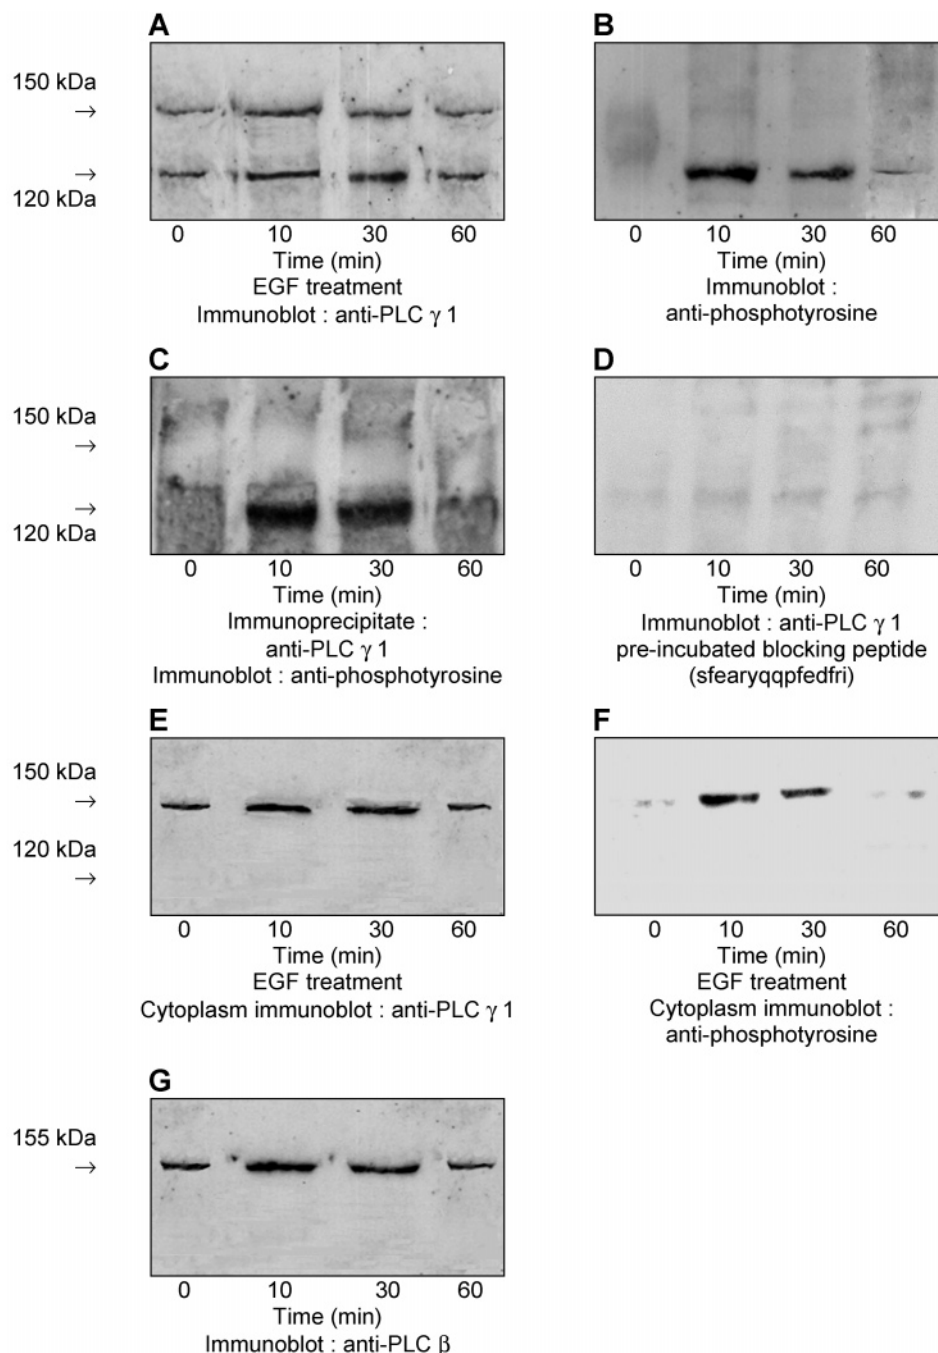 A
150 kDa
→
→
120 kDa
0 10 30 60
Time (min)
EGF treatment
Immunoblot : anti-PLC γ 1
B
0 10 30 60
Time (min)
Immunoblot :
anti-phosphotyrosine
C
150 kDa
→
→
120 kDa
0 10 30 60
Time (min)
Immunoprecipitate :
anti-PLC γ 1
Immunoblot : anti-phosphotyrosine
D
0 10 30 60
Time (min)
Immunoblot : anti-PLC γ 1
pre-incubated blocking peptide
(sfearyqqpfedfri)
E
150 kDa
→
120 kDa
→
0 10 30 60
Time (min)
EGF treatment
Cytoplasm immunoblot : anti-PLC γ 1
F
0 10 30 60
Time (min)
EGF treatment
Cytoplasm immunoblot :
anti-phosphotyrosine
G
155 kDa
→
0 10 30 60
Time (min)
Immunoblot : anti-PLC β